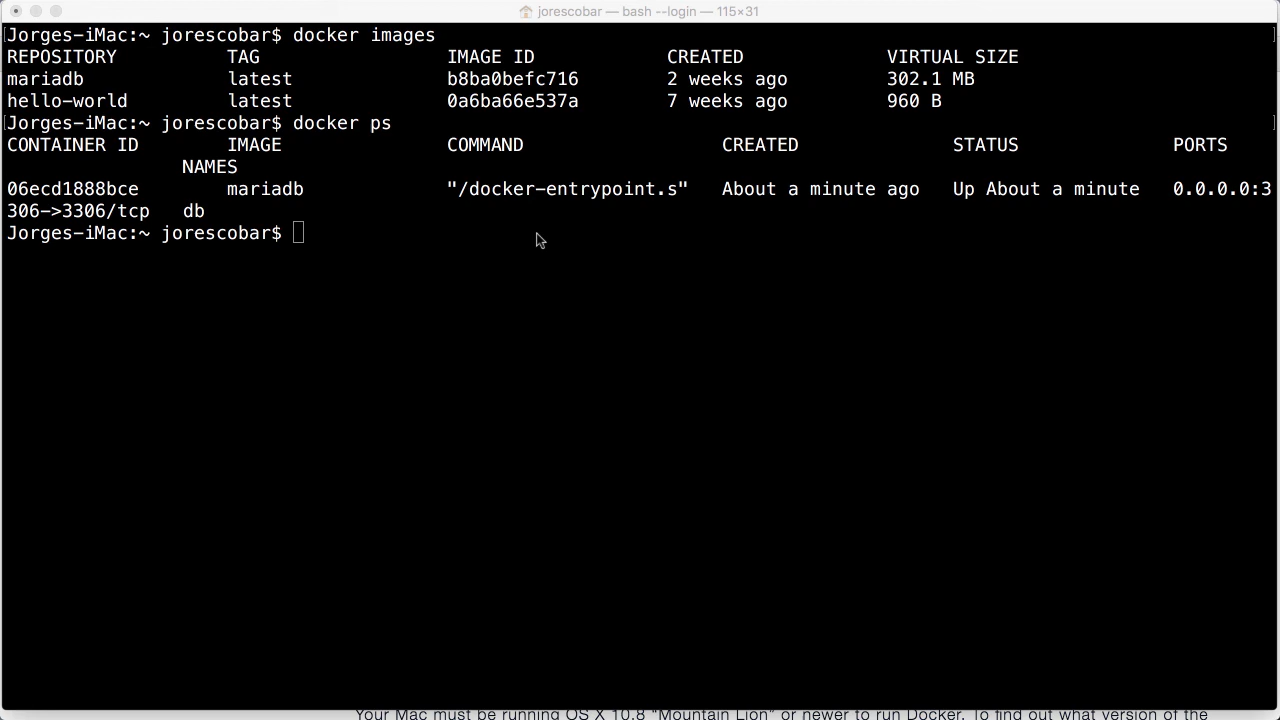 jorescobar — bash --login — 115×31
Jorges-iMac:~ jorescobar$ docker images
REPOSITORY TAG IMAGE ID CREATED VIRTUAL SIZE
mariadb latest b8ba0befc716 2 weeks ago 302.1 MB
hello-world latest 0a6ba66e537a 7 weeks ago 960 B
Jorges-iMac:~ jorescobar$ docker ps
CONTAINER ID IMAGE COMMAND CREATED STATUS PORTS
NAMES
06ecd1888bce mariadb "/docker-entrypoint.s" About a minute ago Up About a minute 0.0.0.0:3
306->3306/tcp db
Jorges-iMac:~ jorescobar$
Your Mac must be running OS X 10.8 "Mountain Lion" or newer to run Docker. To find out what version of the